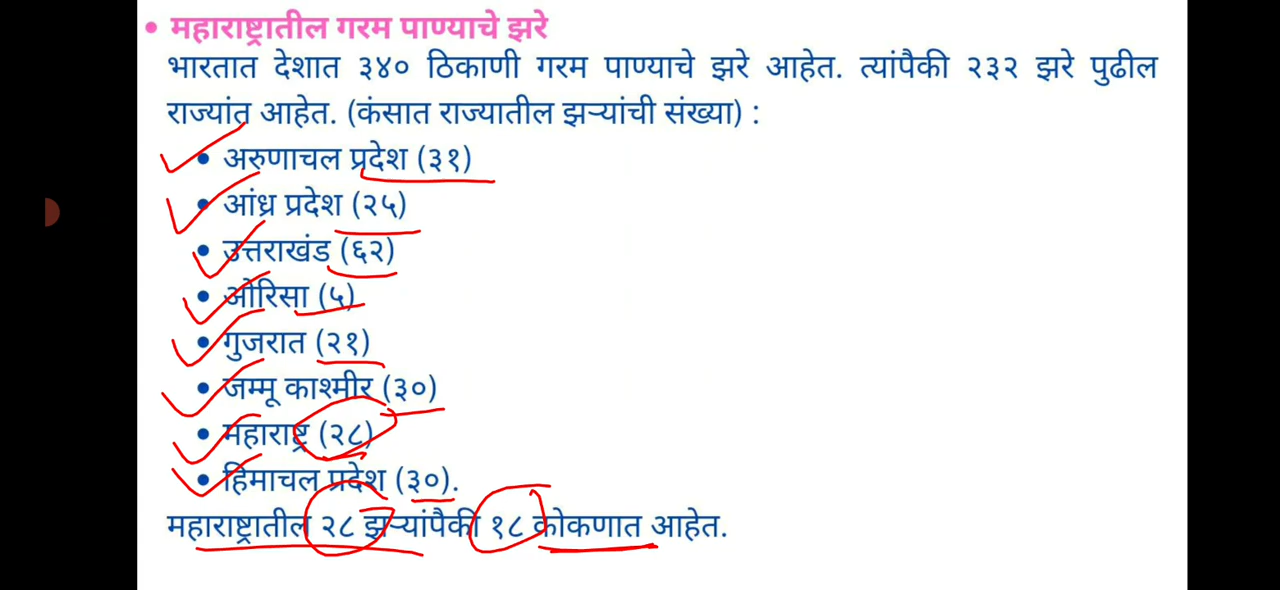 • महाराष्ट्रातील गरम पाण्याचे झरे
भारतात देशात ३४० ठिकाणी गरम पाण्याचे झरे आहेत. त्यांपैकी २३२ झरे पुढील
राज्यांत आहेत. (कंसात राज्यातील झऱ्यांची संख्या) :
• अरुणाचल प्रदेश (३१)
• आंध्र प्रदेश (२५)
• उत्तराखंड (६२)
• ओरिसा (५)
• गुजरात (२१)
• जम्मू काश्मीर (३०)
• महाराष्ट्र (२८)
• हिमाचल प्रदेश (३०).
महाराष्ट्रातील २८ झऱ्यांपैकी १८ कोकणात आहेत.